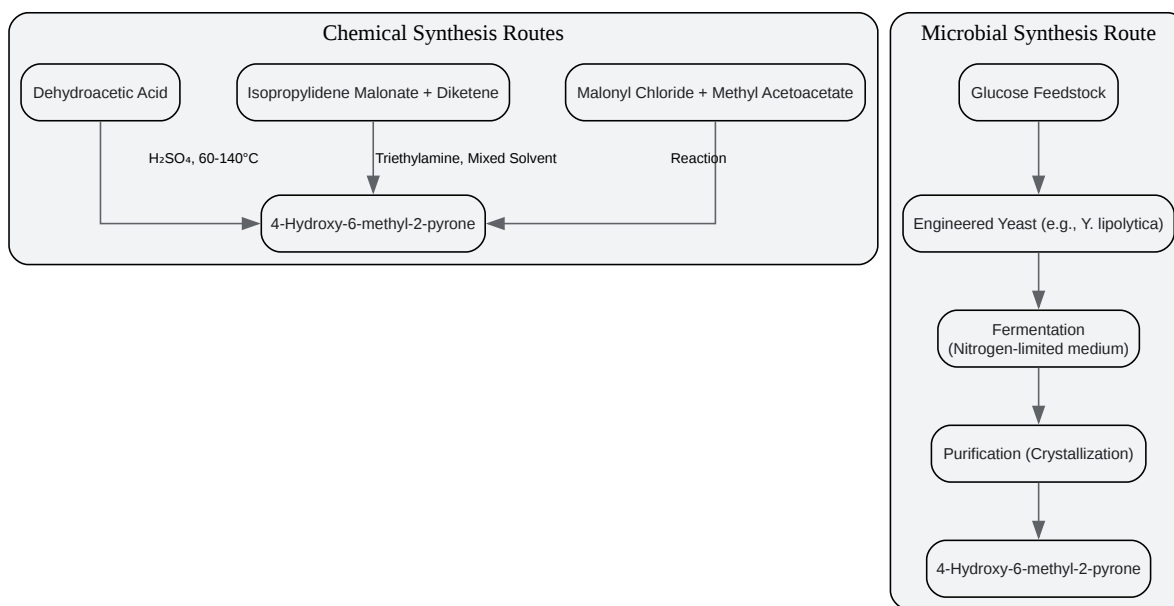 Chemical Synthesis Routes
Dehydroacetic Acid
Isopropylidene Malonate + Diketene
Malonyl Chloride + Methyl Acetoacetate
H₂SO₄, 60-140°C
Triethylamine, Mixed Solvent
Reaction
4-Hydroxy-6-methyl-2-pyrone
Microbial Synthesis Route
Glucose Feedstock
Engineered Yeast (e.g., Y. lipolytica)
Fermentation
(Nitrogen-limited medium)
Purification (Crystallization)
4-Hydroxy-6-methyl-2-pyrone